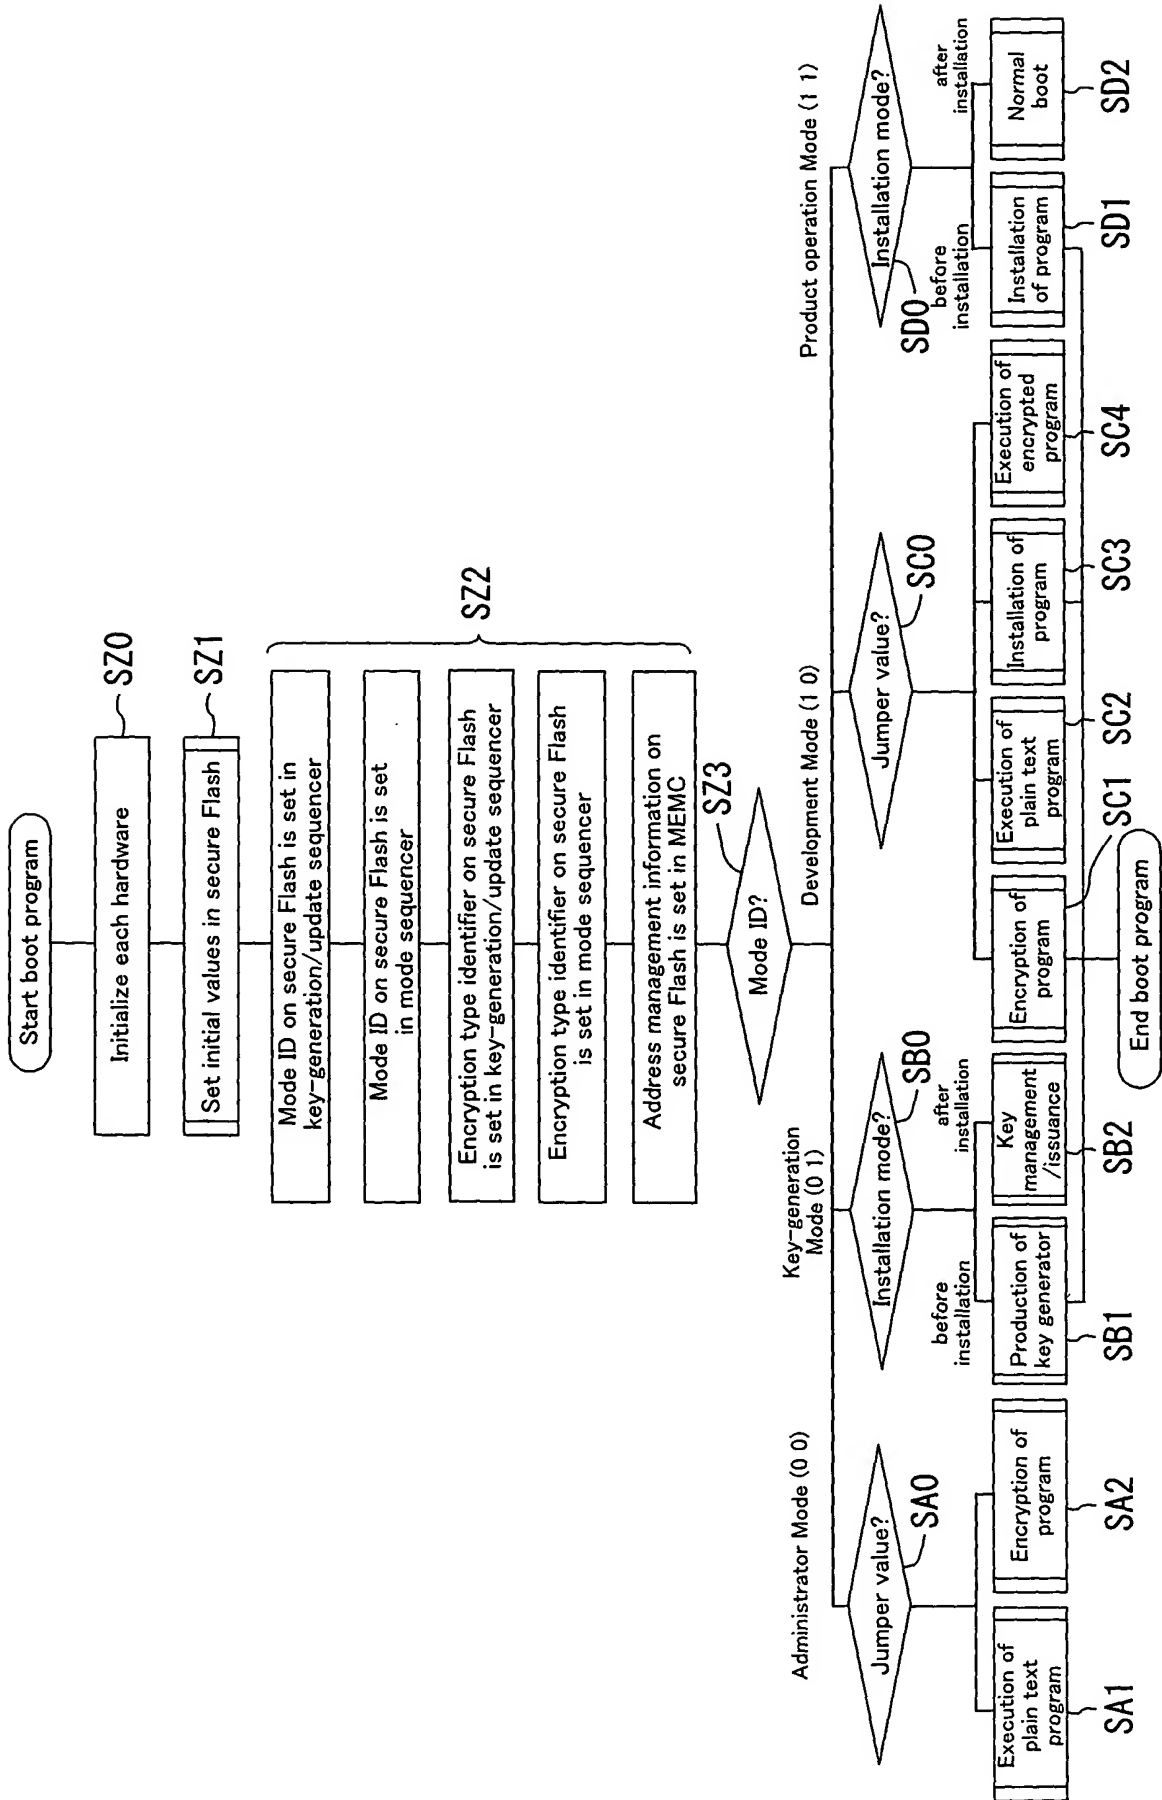 Start boot program
Initialize each hardware
SZ0
Set initial values in secure Flash
SZ1
Mode ID on secure Flash is set in
key-generation/update sequencer
Mode ID on secure Flash is set
in mode sequencer
Encryption type identifier on secure Flash
is set in key-generation/update sequencer
Encryption type identifier on secure Flash
is set in mode sequencer
Address management information on
secure Flash is set in MEMC
SZ2
Mode ID?
SZ3
Administrator Mode (0 0)
Key-generation
Mode (0 1)
Development Mode (1 0)
Product operation Mode (1 1)
Jumper value?
SA0
Installation mode?
SB0
Jumper value?
SC0
Installation mode?
SD0
before
installation
after
installation
before
installation
after
installation
Execution of
plain text
program
SA1
Encryption of
program
SA2
Production of
key generator
SB1
Key
management
/issuance
SB2
Encryption of
program
SC1
Execution of
plain text
program
SC2
Installation of
program
SC3
Execution of
encrypted
program
SC4
Installation
of program
SD1
Normal
boot
SD2
End boot program